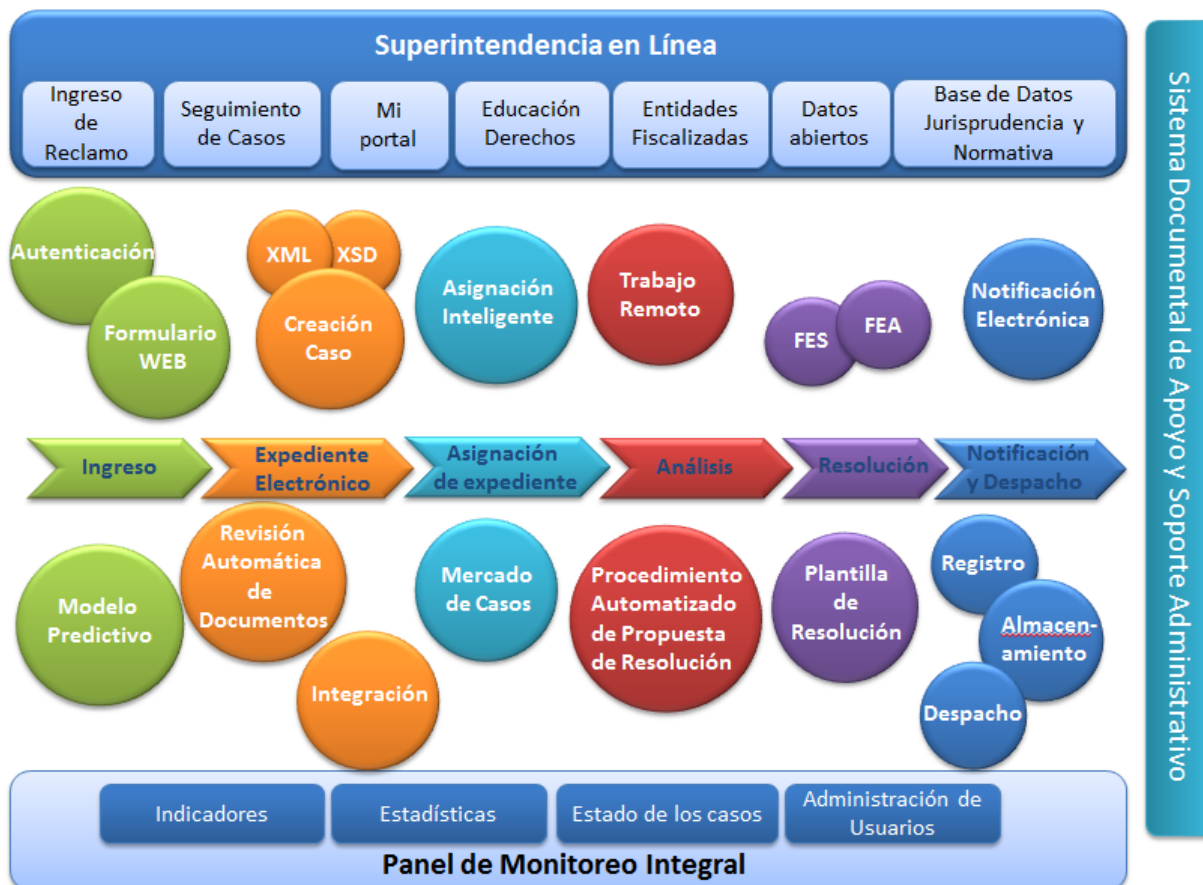 Superintendencia en Línea
Ingreso
de
Reclamo
Seguimiento
de Casos
Mi
portal
Educación
Derechos
Entidades
Fiscalizadas
Datos
abiertos
Base de Datos
Jurisprudencia y
Normativa
Sistema Documental de Apoyo y Soporte Administrativo
Autenticación
Formulario
WEB
XML
XSD
Creación
Caso
Asignación
Inteligente
Trabajo
Remoto
FES
FEA
Notificación
Electrónica
Ingreso
Expediente
Electrónico
Asignación
de expediente
Análisis
Resolución
Notificación
y Despacho
Modelo
Predictivo
Revisión
Automática
de
Documentos
Integración
Mercado
de Casos
Procedimiento
Automatizado
de Propuesta
de Resolución
Plantilla
de
Resolución
Registro
Almacen-
amiento
Despacho
Indicadores
Estadísticas
Estado de los casos
Administración de
Usuarios
Panel de Monitoreo Integral